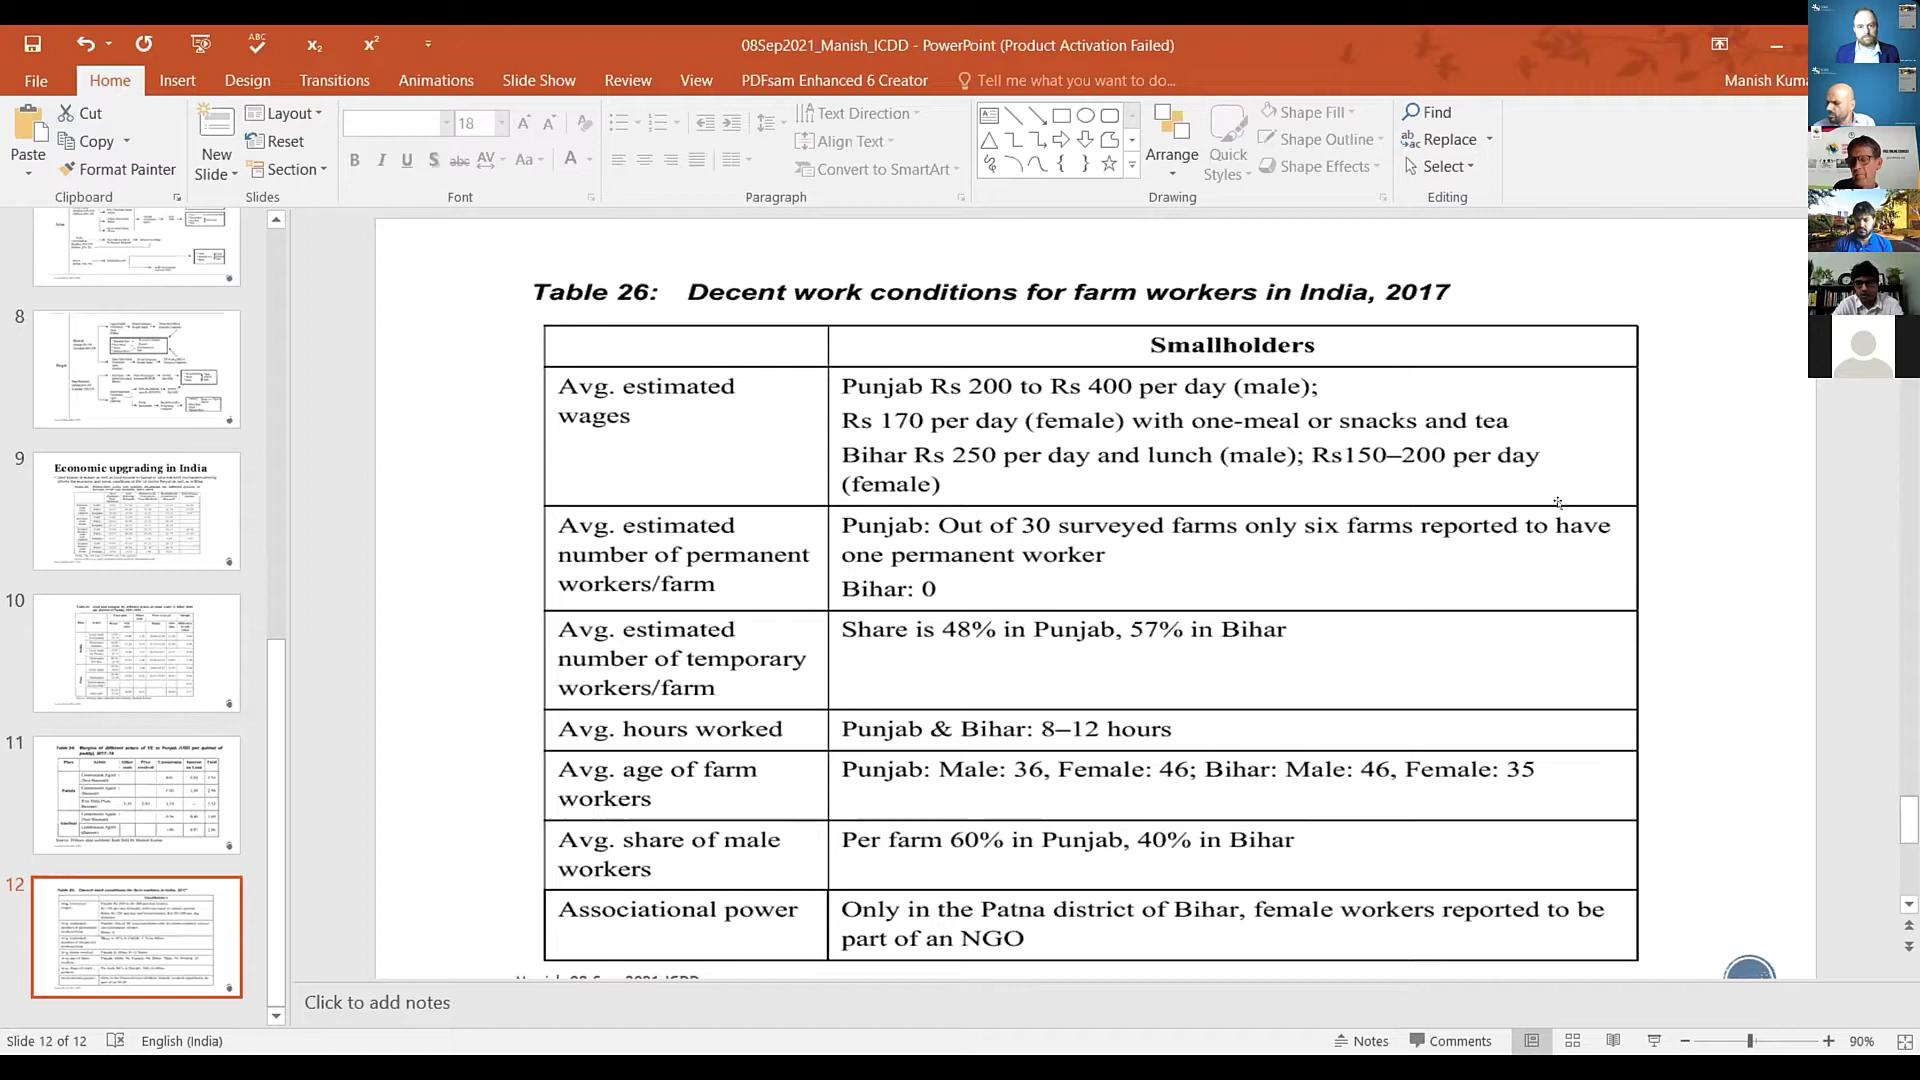 08Sep2021_Manish_ICDD - PowerPoint (Product Activation Failed)
File Home Insert Design Transitions Animations Slide Show Review View PDFsam Enhanced 6 Creator Tell me what you want to do...
Manish Kuma
Paste
Cut
Copy
Format Painter
Clipboard
New Slide
Layout
Reset
Section
Slides
18
Font
Text Direction
Align Text
Convert to SmartArt
Paragraph
Arrange
Quick Styles
Shape Fill
Shape Outline
Shape Effects
Drawing
Find
Replace
Select
Editing
8
9
Economic upgrading in India
10
11
12
Table 26: Decent work conditions for farm workers in India, 2017
Smallholders
Avg. estimated
wages
Punjab Rs 200 to Rs 400 per day (male);
Rs 170 per day (female) with one-meal or snacks and tea
Bihar Rs 250 per day and lunch (male); Rs150–200 per day
(female)
Avg. estimated
number of permanent
workers/farm
Punjab: Out of 30 surveyed farms only six farms reported to have
one permanent worker
Bihar: 0
Avg. estimated
number of temporary
workers/farm
Share is 48% in Punjab, 57% in Bihar
Avg. hours worked
Punjab & Bihar: 8–12 hours
Avg. age of farm
workers
Punjab: Male: 36, Female: 46; Bihar: Male: 46, Female: 35
Avg. share of male
workers
Per farm 60% in Punjab, 40% in Bihar
Associational power
Only in the Patna district of Bihar, female workers reported to be
part of an NGO
Manish 08 Sep 2021 ICDD
Click to add notes
Slide 12 of 12
English (India)
Notes
Comments
90%